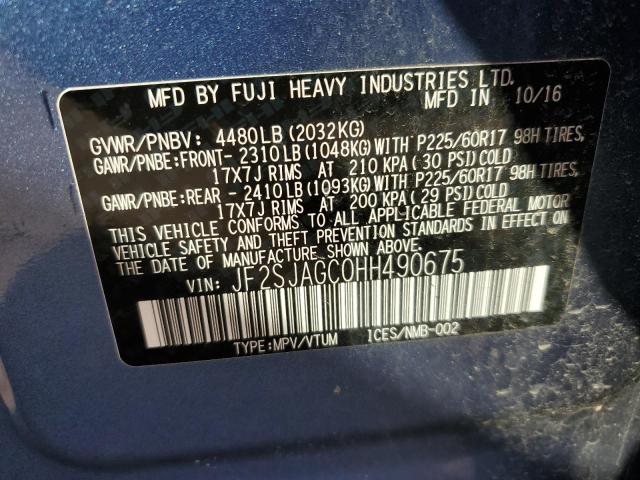 MFD BY FUJI HEAVY INDUSTRIES LTD.
MFD IN 10/16
GVWR/PNBV: 4480LB (2032KG)
GAWR/PNBE:FRONT- 2310LB (1048KG) WITH P225/60R17 98H TIRES,
17X7J RIMS AT 210 KPA (30 PSI) COLD
GAWR/PNBE:REAR - 2410LB (1093KG) WITH P225/60R17 98H TIRES,
17X7J RIMS AT 200 KPA (29 PSI) COLD
THIS VEHICLE CONFORMS TO ALL APPLICABLE FEDERAL MOTOR
VEHICLE SAFETY AND THEFT PREVENTION STANDARDS IN EFFECT ON
THE DATE OF MANUFACTURE SHOWN ABOVE.
VIN: JF2SJAGC0HH490675
TYPE:MPV/VTUM ICES/NMB-002